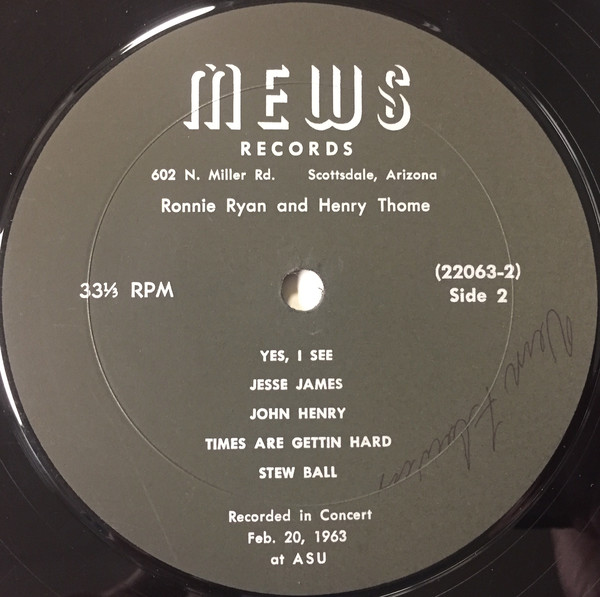 MEWS
RECORDS
602 N. Miller Rd. Scottsdale, Arizona
Ronnie Ryan and Henry Thome
33⅓ RPM
(22063-2)
Side 2
YES, I SEE
JESSE JAMES
JOHN HENRY
TIMES ARE GETTIN HARD
STEW BALL
Recorded in Concert
Feb. 20, 1963
at ASU